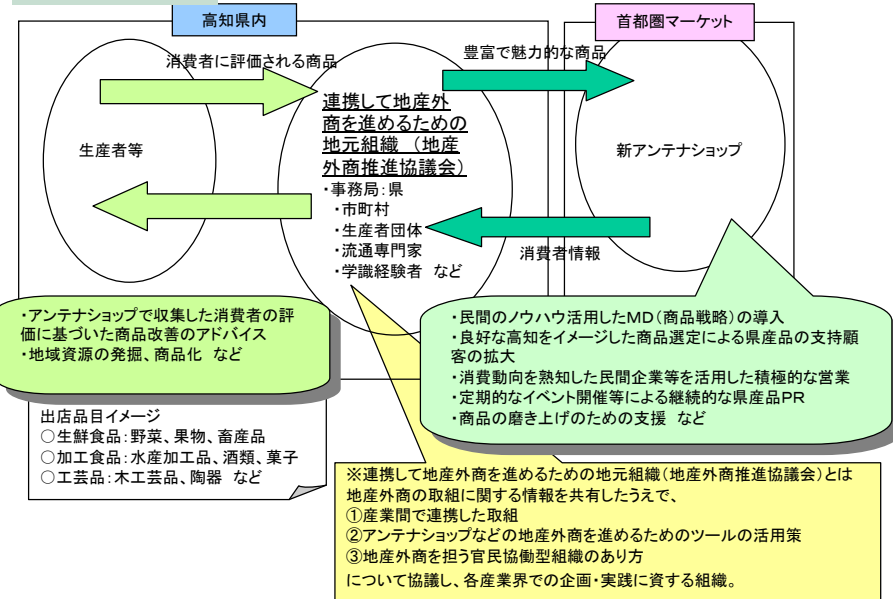 高知県内
首都圏マーケット
消費者に評価される商品
豊富で魅力的な商品
生産者等
連携して地産外
商を進めるための
地元組織 (地産
外商推進協議会)
・事務局:県
・市町村
・生産者団体
・流通専門家
・学識経験者 など
新アンテナショップ
消費者情報
・アンテナショップで収集した消費者の評
価に基づいた商品改善のアドバイス
・地域資源の発掘、商品化 など
・民間のノウハウ活用したMD(商品戦略)の導入
・良好な高知をイメージした商品選定による県産品の支持顧
客の拡大
・消費動向を熟知した民間企業等を活用した積極的な営業
・定期的なイベント開催等による継続的な県産品PR
・商品の磨き上げのための支援 など
出店品目イメージ
○生鮮食品:野菜、果物、畜産品
○加工食品:水産加工品、酒類、菓子
○工芸品:木工芸品、陶器 など
※連携して地産外商を進めるための地元組織(地産外商推進協議会)とは
地産外商の取組に関する情報を共有したうえで、
①産業間で連携した取組
②アンテナショップなどの地産外商を進めるためのツールの活用策
③地産外商を担う官民協働型組織のあり方
について協議し、各産業界での企画・実践に資する組織。